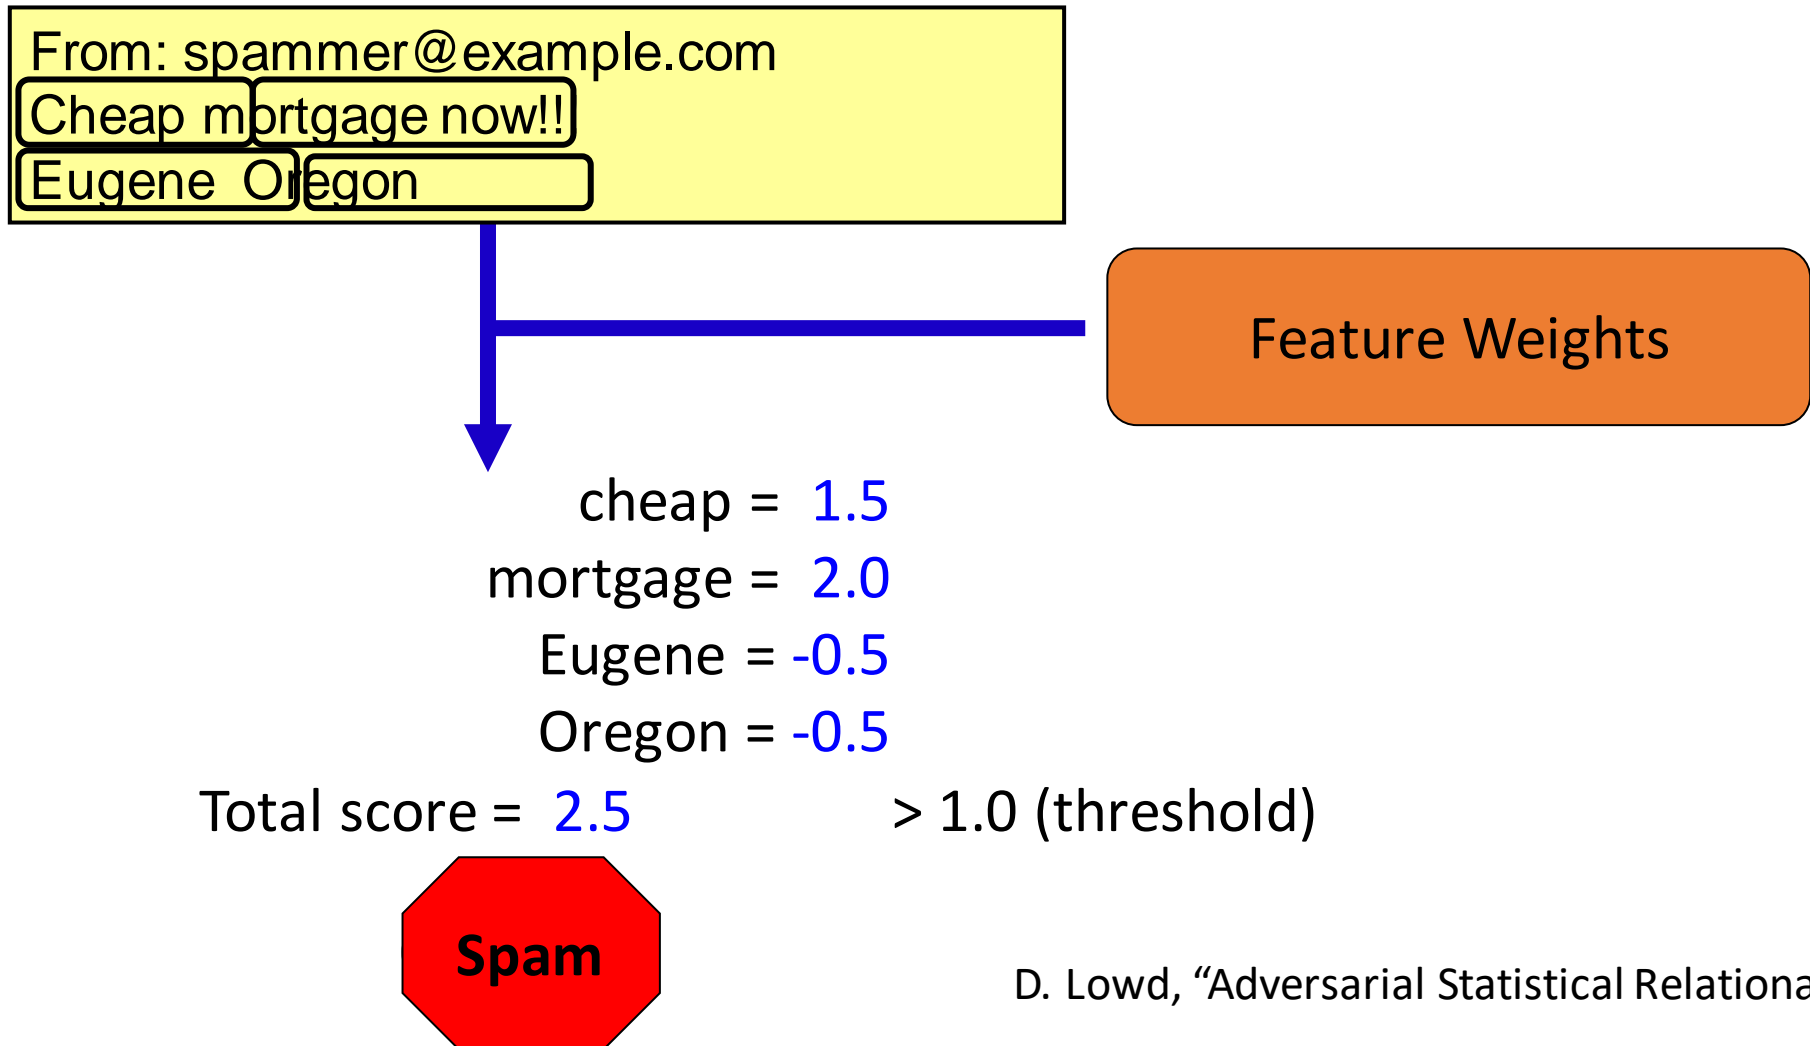 From: spammer@example.com
Cheap mortgage now!!
Eugene Oregon
Feature Weights
cheap = 1.5
mortgage = 2.0
Eugene = -0.5
Oregon = -0.5
Total score = 2.5 > 1.0 (threshold)
Spam
D. Lowd, “Adversarial Statistical Relationa